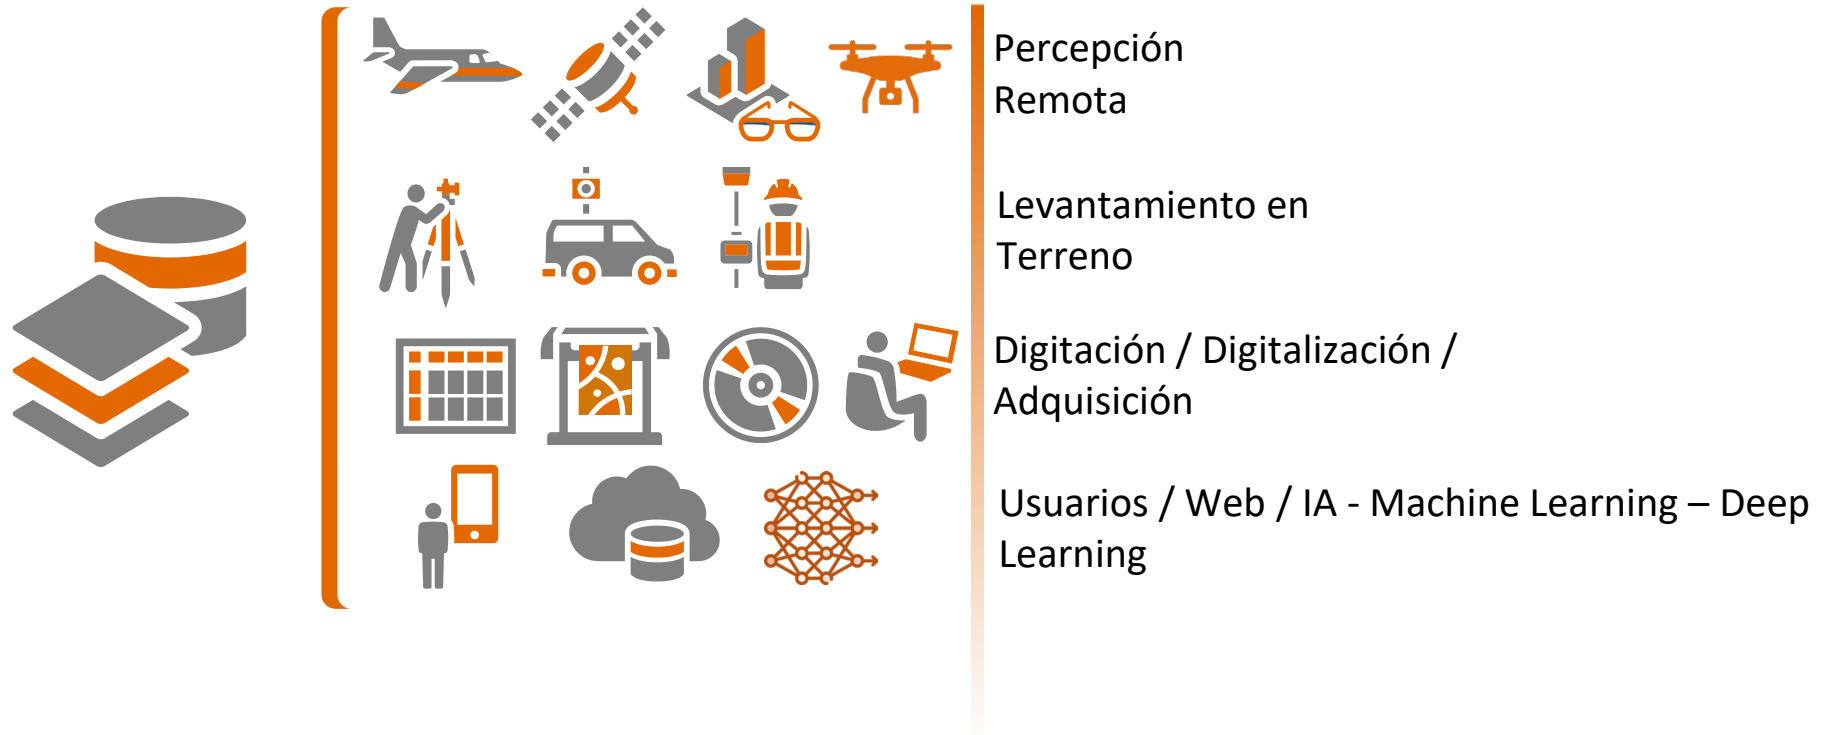 Percepción
Remota
Levantamiento en
Terreno
Digitación / Digitalización /
Adquisición
Usuarios / Web / IA - Machine Learning – Deep
Learning